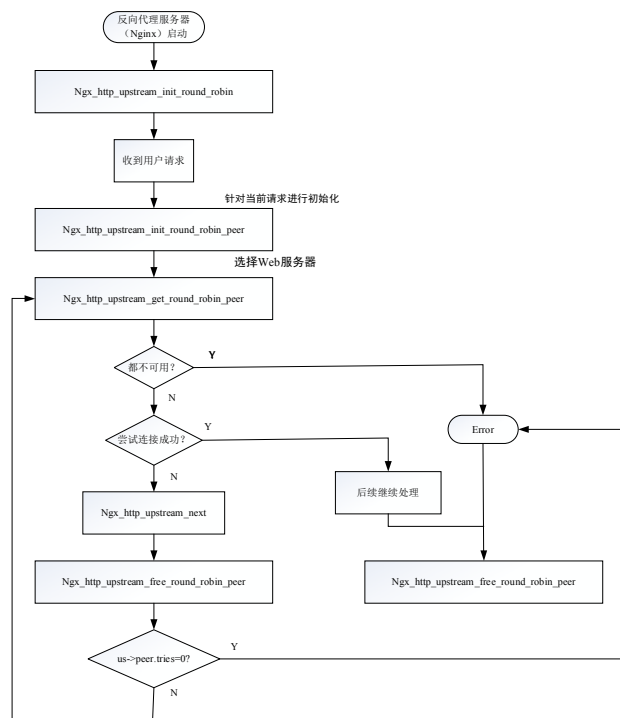 反向代理服务器
（Nginx）启动
Ngx_http_upstream_init_round_robin
收到用户请求
针对当前请求进行初始化
Ngx_http_upstream_init_round_robin_peer
选择Web服务器
Ngx_http_upstream_get_round_robin_peer
都不可用？
Y
N
尝试连接成功？
Y
N
Error
后续继续处理
Ngx_http_upstream_next
Ngx_http_upstream_free_round_robin_peer
Ngx_http_upstream_free_round_robin_peer
us->peer.tries=0?
Y
N